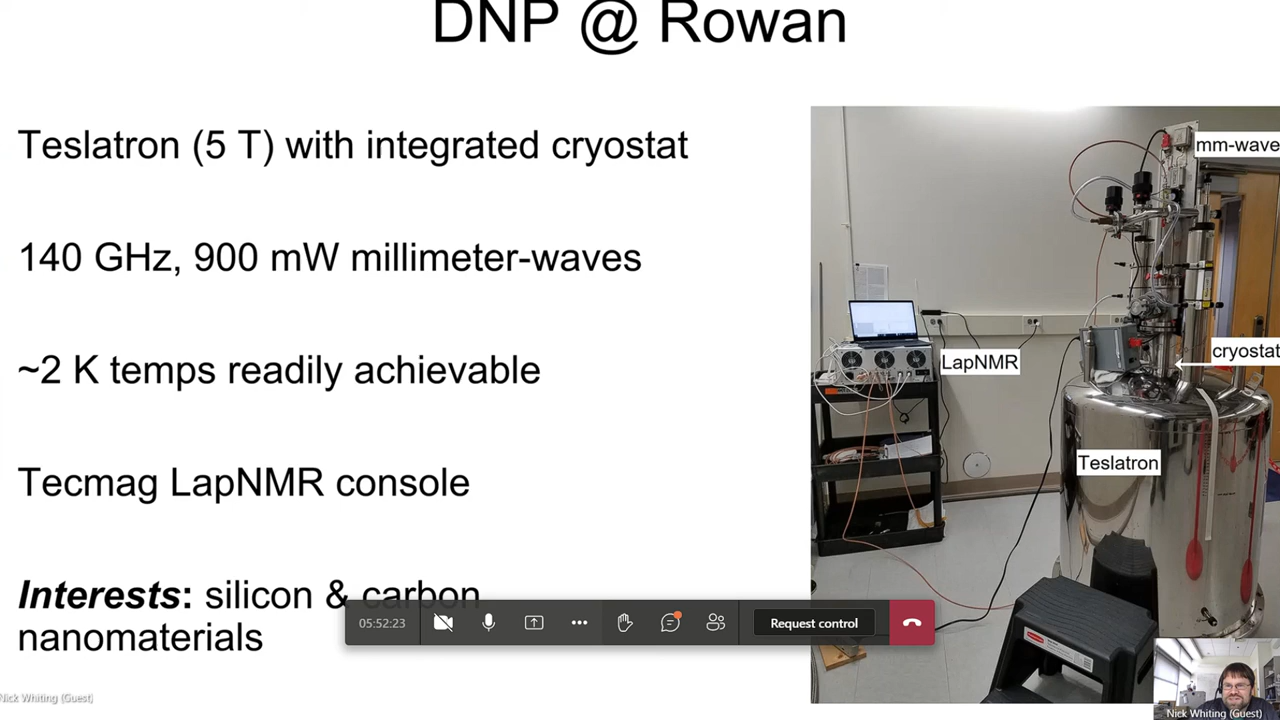 DNP @ Rowan
Teslatron (5 T) with integrated cryostat
140 GHz, 900 mW millimeter-waves
~2 K temps readily achievable
Tecmag LapNMR console
Interests: silicon & carbon
nanomaterials
mm-wave
cryostat
LapNMR
Teslatron
05:52:23
Request control
Nick Whiting (Guest)
Nick Whiting (Guest)